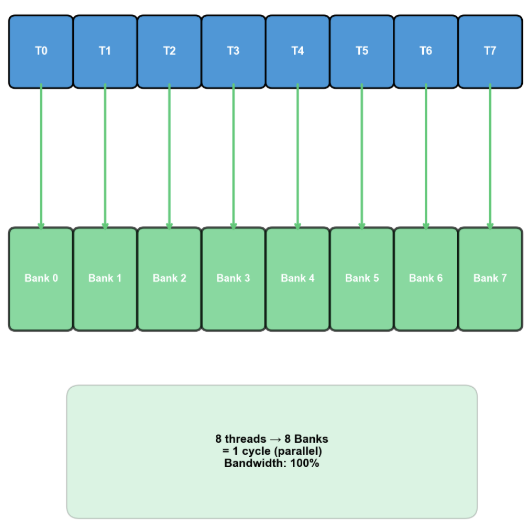 T0 T1 T2 T3 T4 T5 T6 T7
Bank 0 Bank 1 Bank 2 Bank 3 Bank 4 Bank 5 Bank 6 Bank 7
8 threads → 8 Banks
= 1 cycle (parallel)
Bandwidth: 100%